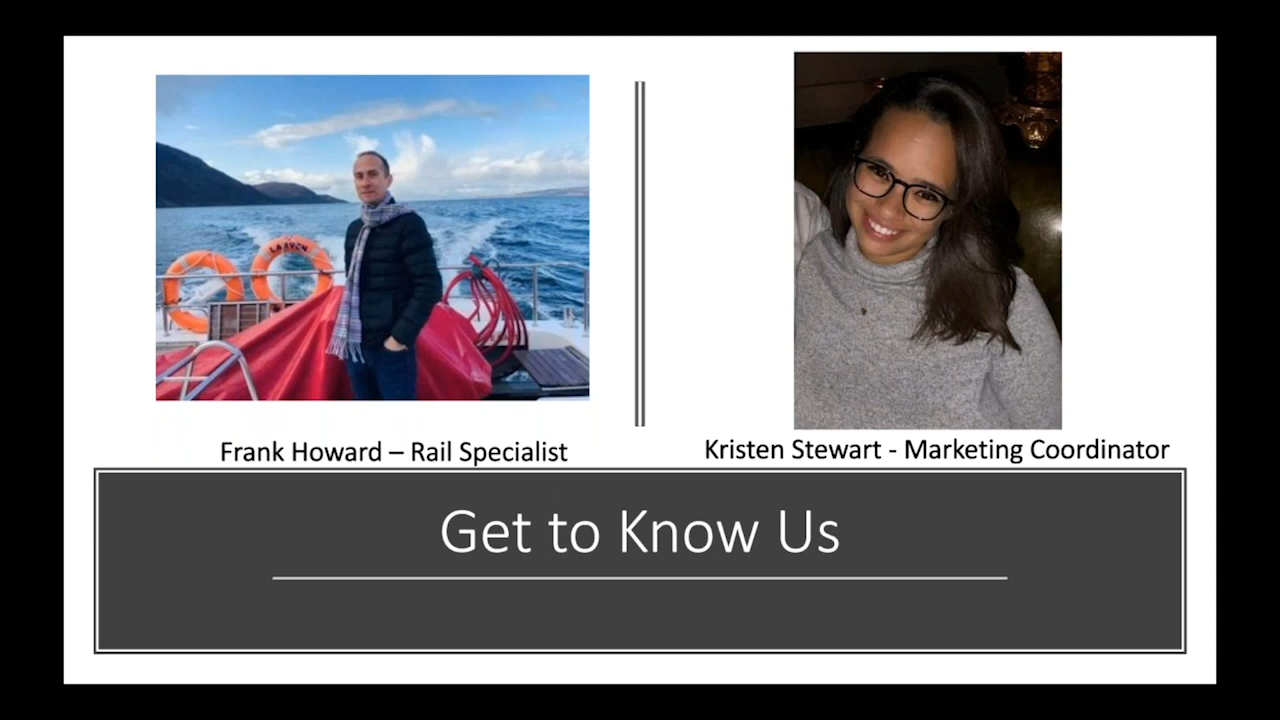 Frank Howard – Rail Specialist
Kristen Stewart - Marketing Coordinator
Get to Know Us